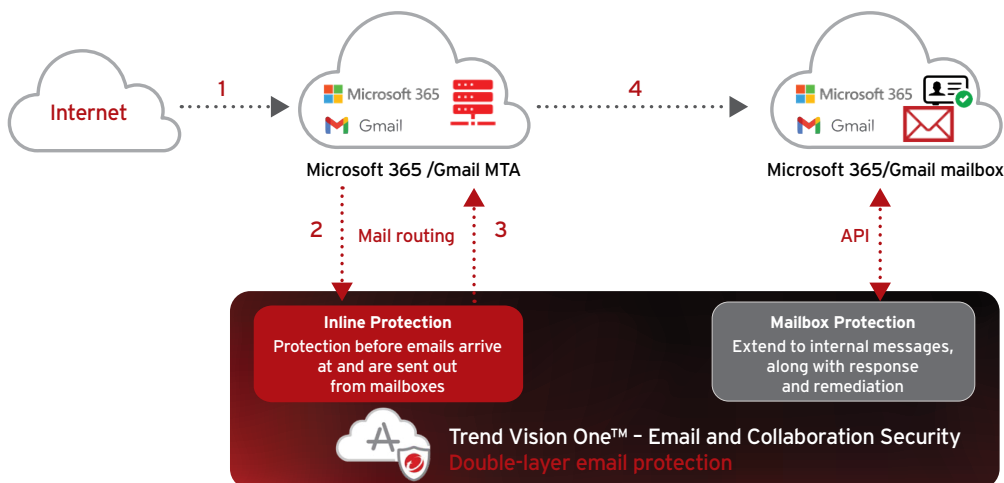 Internet
1
Microsoft 365
Gmail
Microsoft 365 /Gmail MTA
4
Microsoft 365
Gmail
Microsoft 365/Gmail mailbox
2
Mail routing
3
API
Inline Protection
Protection before emails arrive
at and are sent out
from mailboxes
Mailbox Protection
Extend to internal messages,
along with response
and remediation
Trend Vision One™ – Email and Collaboration Security
Double-layer email protection